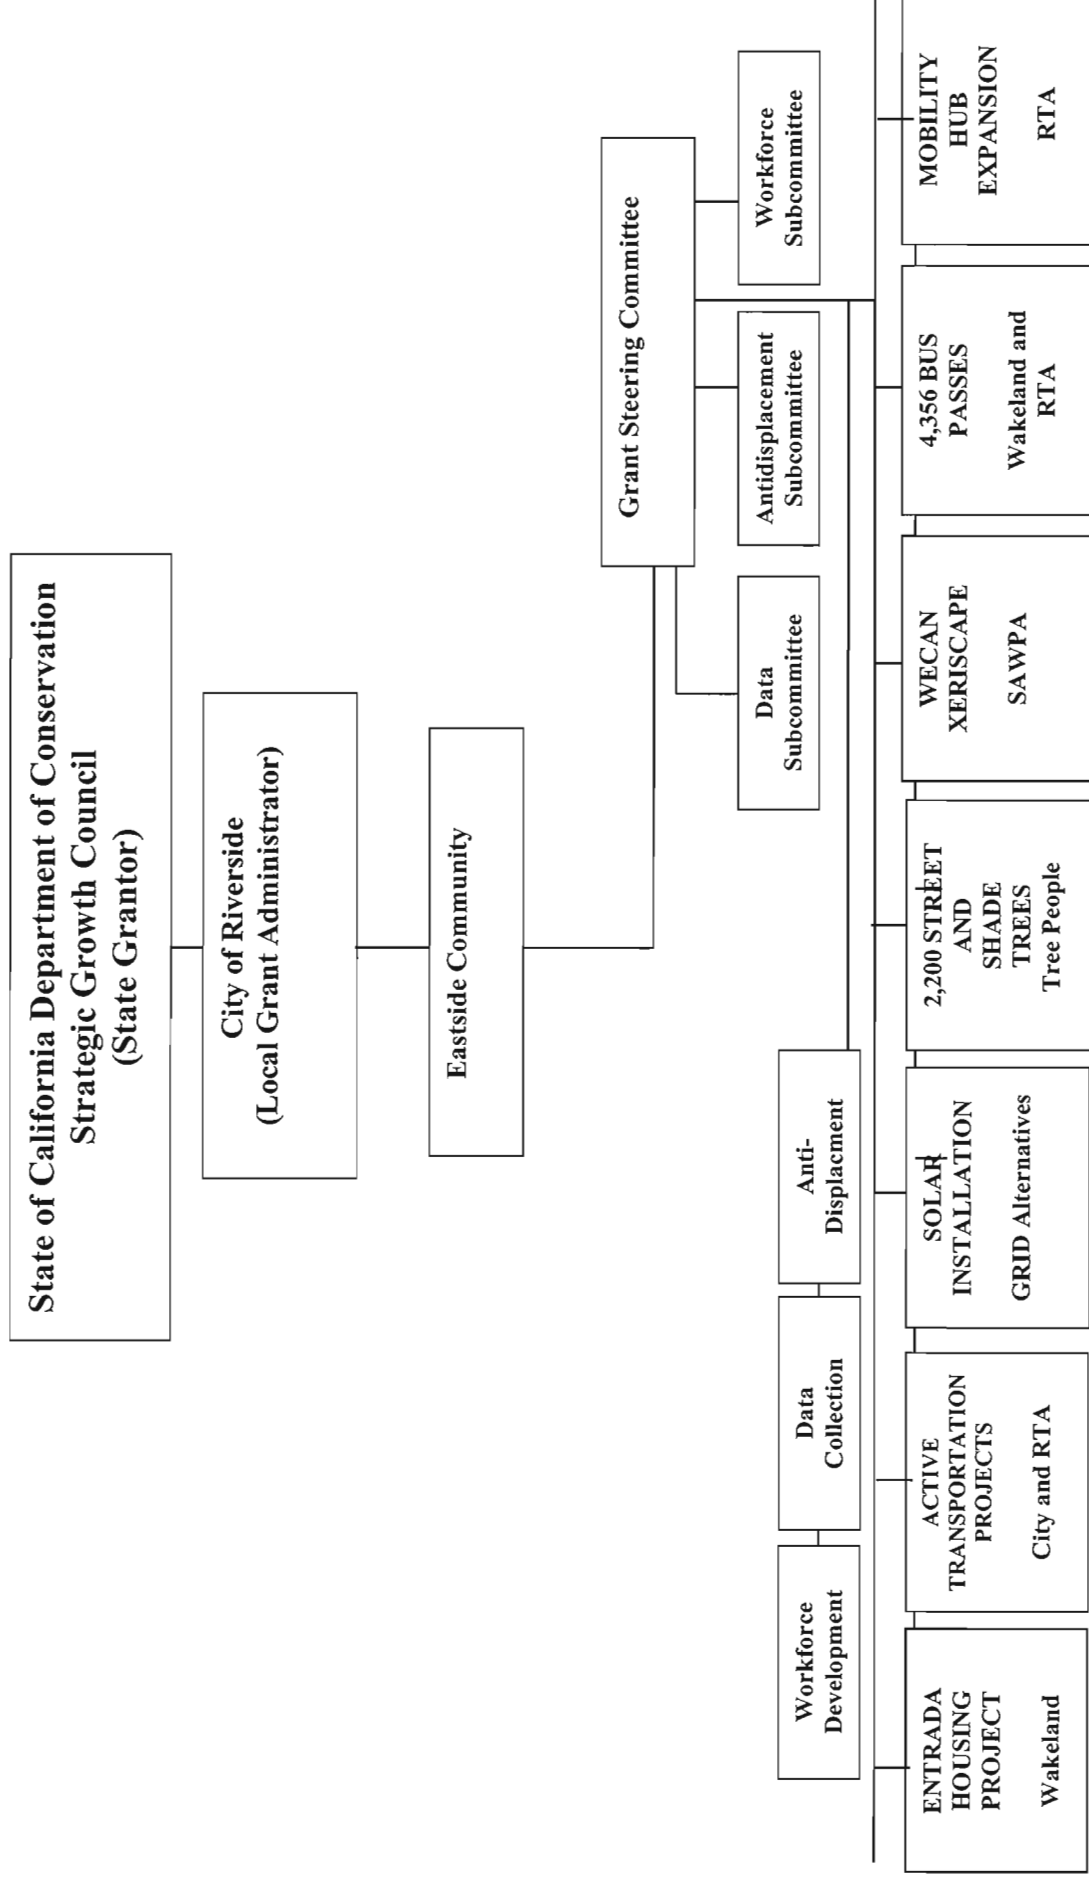 State of California Department of Conservation
Strategic Growth Council
(State Grantor)
City of Riverside
(Local Grant Administrator)
Eastside Community
Grant Steering Committee
Data
Subcommittee
Antidisplacement
Subcommittee
Workforce
Subcommittee
Workforce
Development
Data
Collection
Anti-
Displacment
ENTRADA
HOUSING
PROJECT
Wakeland
ACTIVE
TRANSPORTATION
PROJECTS
City and RTA
SOLAR
INSTALLATION
GRID Alternatives
2,200 STREET
AND
SHADE
TREES
Tree People
WECAN
XERISCAPE
SAWPA
4,356 BUS
PASSES
Wakeland and
RTA
MOBILITY
HUB
EXPANSION
RTA